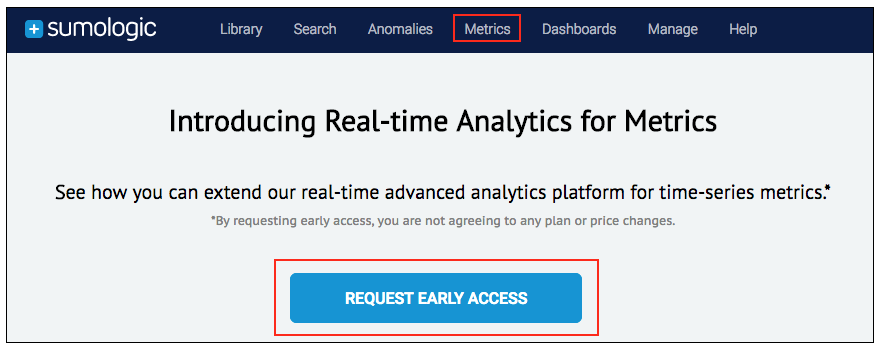 + sumologic Library Search Anomalies Metrics Dashboards Manage Help
Introducing Real-time Analytics for Metrics
See how you can extend our real-time advanced analytics platform for time-series metrics.*
*By requesting early access, you are not agreeing to any plan or price changes.
REQUEST EARLY ACCESS